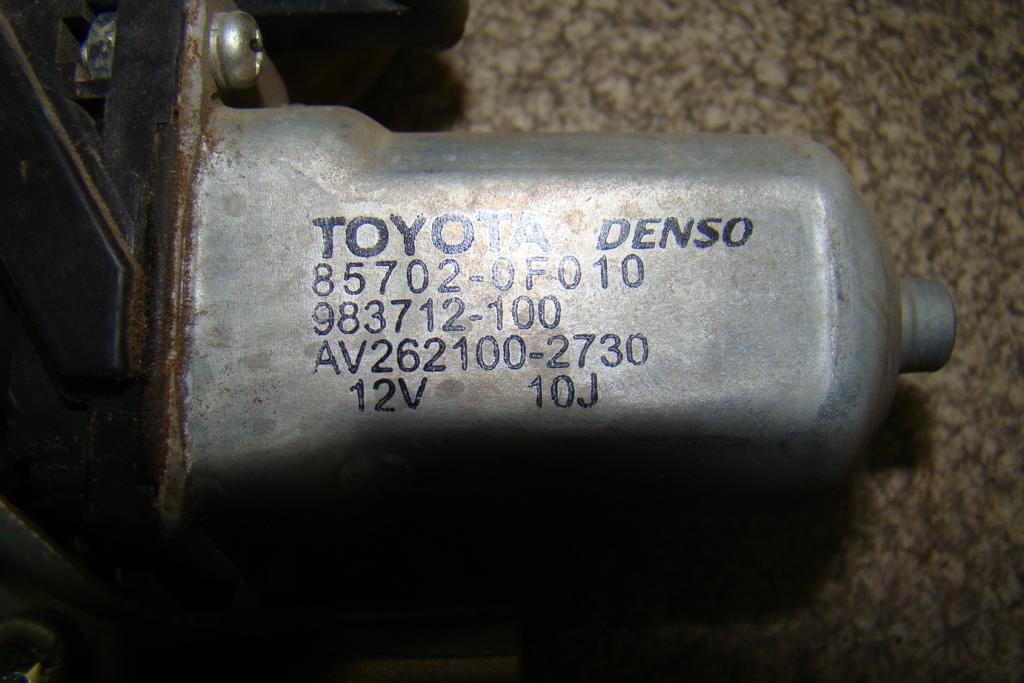 TOYOTA DENSO
85702-0F010
983712-100
AV262100-2730
12V 10J